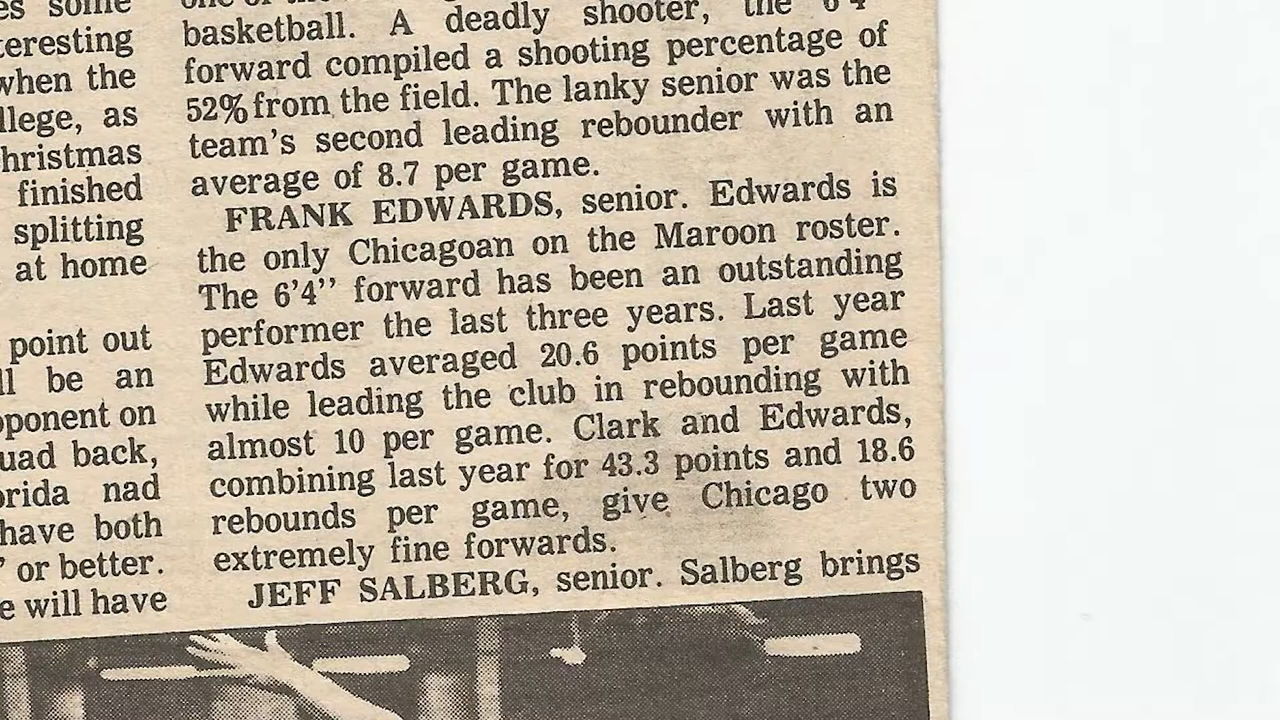 es some
teresting
when the
llege, as
hristmas
finished
splitting
at home
point out
ll be an
pponent on
uad back,
orida nad
have both
' or better.
e will have
basketball. A deadly shooter, the 6'4"
forward compiled a shooting percentage of
52% from the field. The lanky senior was the
team's second leading rebounder with an
average of 8.7 per game.
FRANK EDWARDS, senior. Edwards is
the only Chicagoan on the Maroon roster.
The 6'4'' forward has been an outstanding
performer the last three years. Last year
Edwards averaged 20.6 points per game
while leading the club in rebounding with
almost 10 per game. Clark and Edwards,
combining last year for 43.3 points and 18.6
rebounds per game, give Chicago two
extremely fine forwards.
JEFF SALBERG, senior. Salberg brings